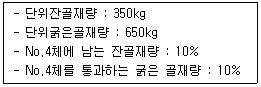 - 단위잔골재량 : 350kg
- 단위굵은골재량 : 650kg
- No.4체에 남는 잔골재량 : 10%
- No.4체를 통과하는 굵은 골재량 : 10%